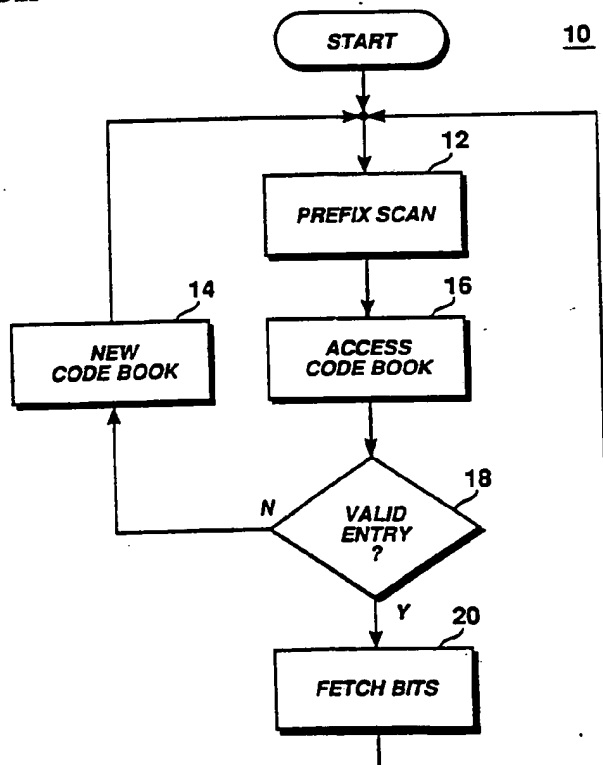 START
10
12
PREFIX SCAN
14
16
NEW
CODE BOOK
ACCESS
CODE BOOK
18
N
VALID
ENTRY
?
Y
20
FETCH BITS